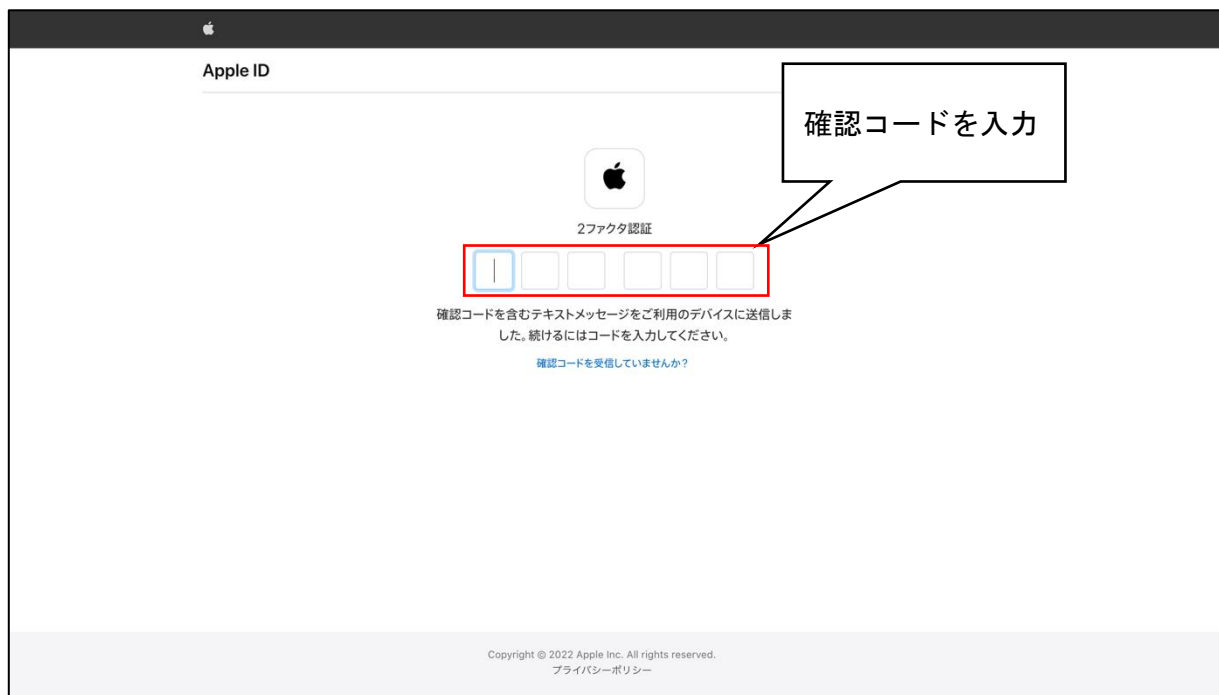 Apple ID
確認コードを入力
2ファクタ認証
確認コードを含むテキストメッセージをご利用のデバイスに送信しま
した。続けるにはコードを入力してください。
確認コードを受信していませんか?
Copyright © 2022 Apple Inc. All rights reserved.
プライバシーポリシー